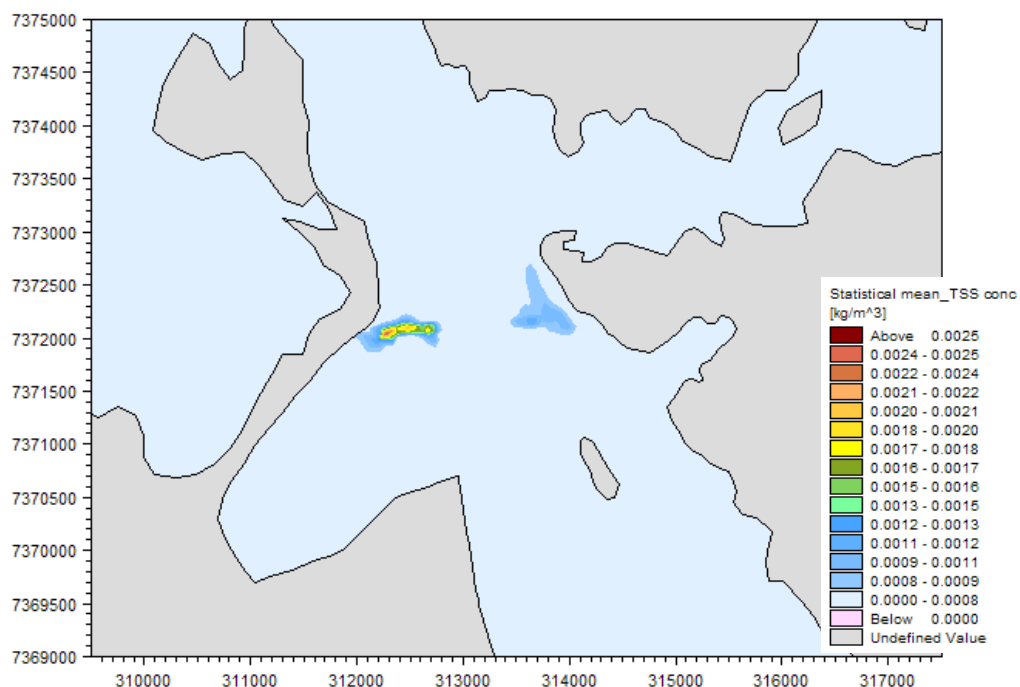 7375000
7374500
7374000
7373500
7373000
7372500
7372000
7371500
7371000
7370500
7370000
7369500
7369000
310000 311000 312000 313000 314000 315000 316000 317000
Statistical mean_TSS conc
[kg/m^3]
Above 0.0025
0.0024 - 0.0025
0.0022 - 0.0024
0.0021 - 0.0022
0.0020 - 0.0021
0.0018 - 0.0020
0.0017 - 0.0018
0.0016 - 0.0017
0.0015 - 0.0016
0.0013 - 0.0015
0.0012 - 0.0013
0.0011 - 0.0012
0.0009 - 0.0011
0.0008 - 0.0009
0.0000 - 0.0008
Below 0.0000
Undefined Value